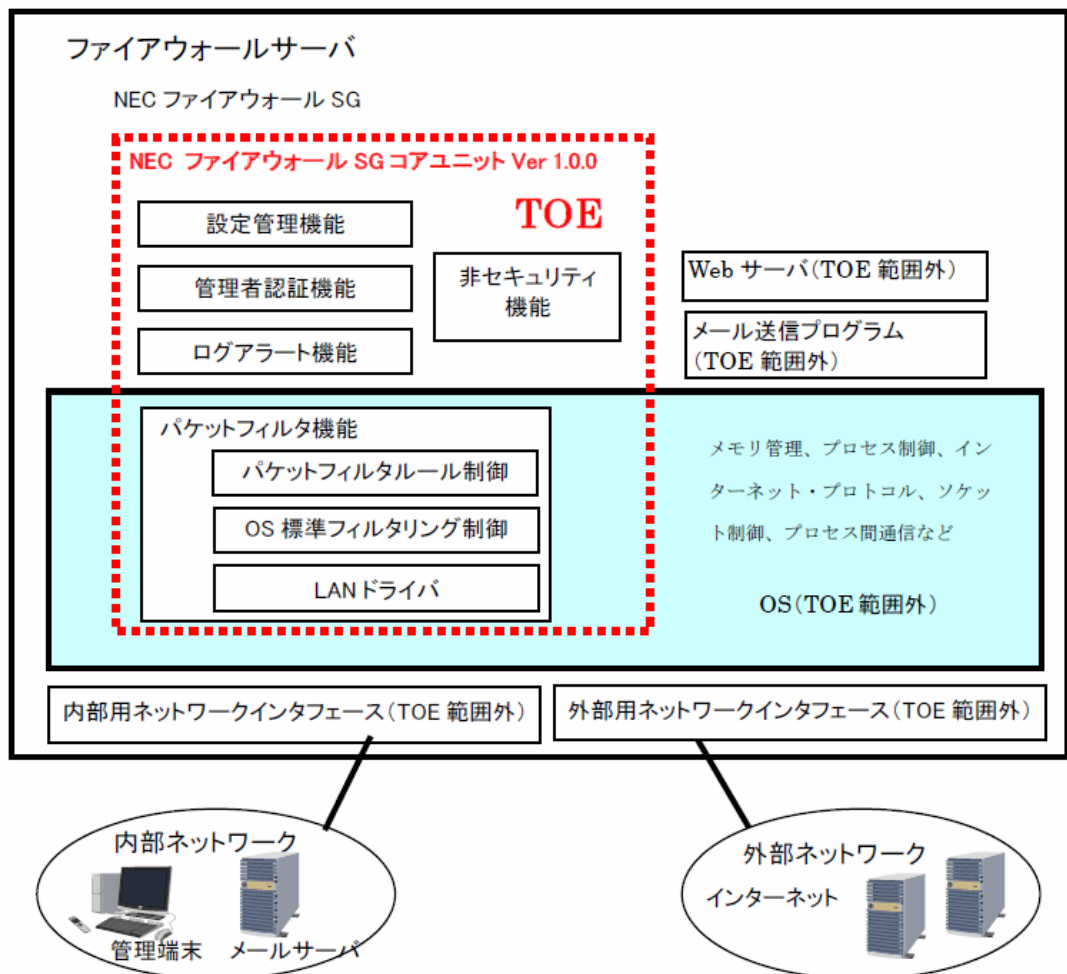 ファイアウォールサーバ
NEC ファイアウォール SG
NEC ファイアウォール SG コアユニット Ver 1.0.0
TOE
設定管理機能
管理者認証機能
ログアラート機能
非セキュリティ
機能
Web サーバ(TOE 範囲外)
メール送信プログラム
(TOE 範囲外)
パケットフィルタ機能
パケットフィルタルール制御
OS 標準フィルタリング制御
LAN ドライバ
メモリ管理、プロセス制御、イン
ターネット・プロトコル、ソケッ
ト制御、プロセス間通信など
OS(TOE 範囲外)
内部用ネットワークインタフェース(TOE 範囲外)
外部用ネットワークインタフェース(TOE 範囲外)
内部ネットワーク
管理端末
メールサーバ
外部ネットワーク
インターネット